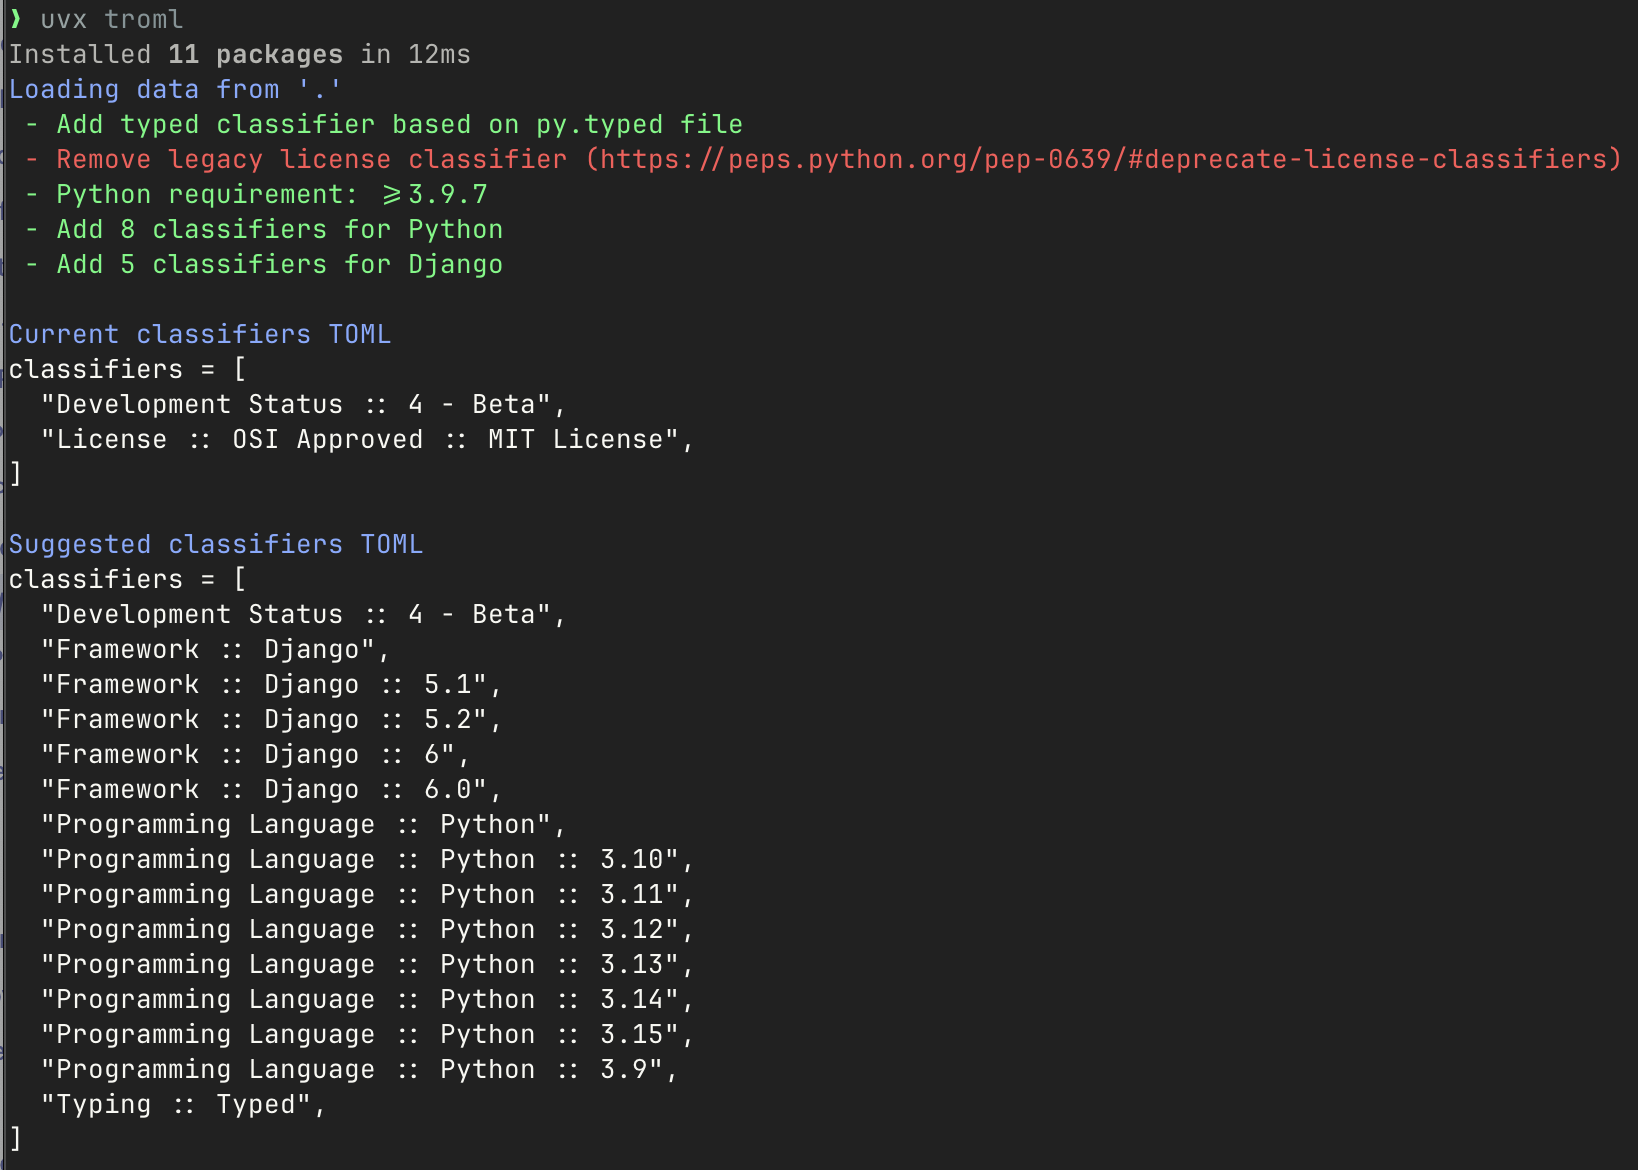 ❱ uvx troml
Installed 11 packages in 12ms
Loading data from '.'
 - Add typed classifier based on py.typed file
 - Remove legacy license classifier (https://peps.python.org/pep-0639/#deprecate-license-classifiers)
 - Python requirement: >=3.9.7
 - Add 8 classifiers for Python
 - Add 5 classifiers for Django

Current classifiers TOML
classifiers = [
  "Development Status :: 4 - Beta",
  "License :: OSI Approved :: MIT License",
]

Suggested classifiers TOML
classifiers = [
  "Development Status :: 4 - Beta",
  "Framework :: Django",
  "Framework :: Django :: 5.1",
  "Framework :: Django :: 5.2",
  "Framework :: Django :: 6",
  "Framework :: Django :: 6.0",
  "Programming Language :: Python",
  "Programming Language :: Python :: 3.10",
  "Programming Language :: Python :: 3.11",
  "Programming Language :: Python :: 3.12",
  "Programming Language :: Python :: 3.13",
  "Programming Language :: Python :: 3.14",
  "Programming Language :: Python :: 3.15",
  "Programming Language :: Python :: 3.9",
  "Typing :: Typed",
]